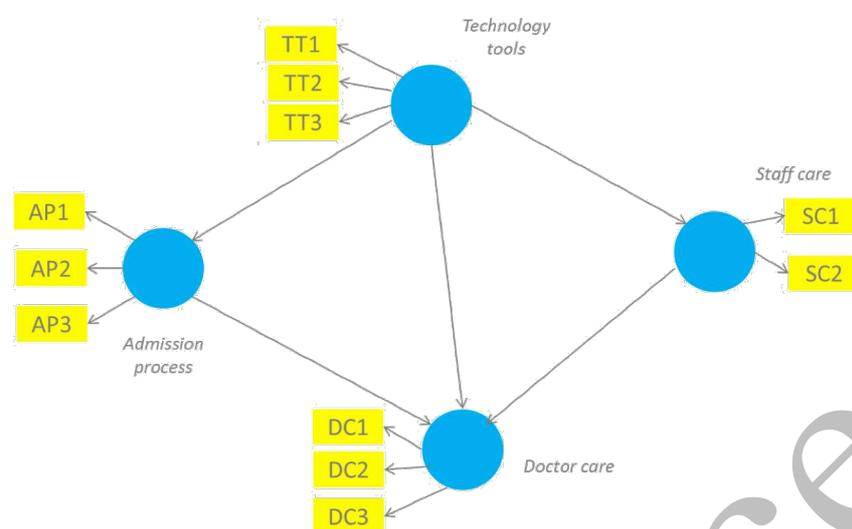 Technology
tools
TT1
TT2
TT3
Staff care
SC1
SC2
AP1
AP2
AP3
Admission
process
DC1
DC2
DC3
Doctor care